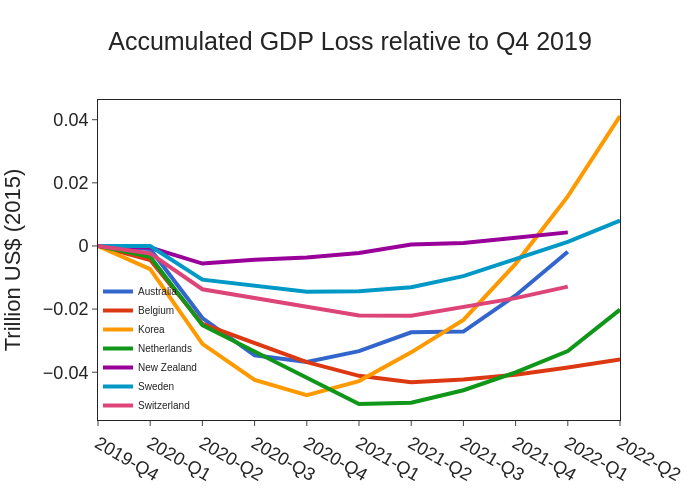 Accumulated GDP Loss relative to Q4 2019
Trillion US$ (2015)
0.04
0.02
0
−0.02
−0.04
Australia
Belgium
Korea
Netherlands
New Zealand
Sweden
Switzerland
2019-Q4
2020-Q1
2020-Q2
2020-Q3
2020-Q4
2021-Q1
2021-Q2
2021-Q3
2021-Q4
2022-Q1
2022-Q2